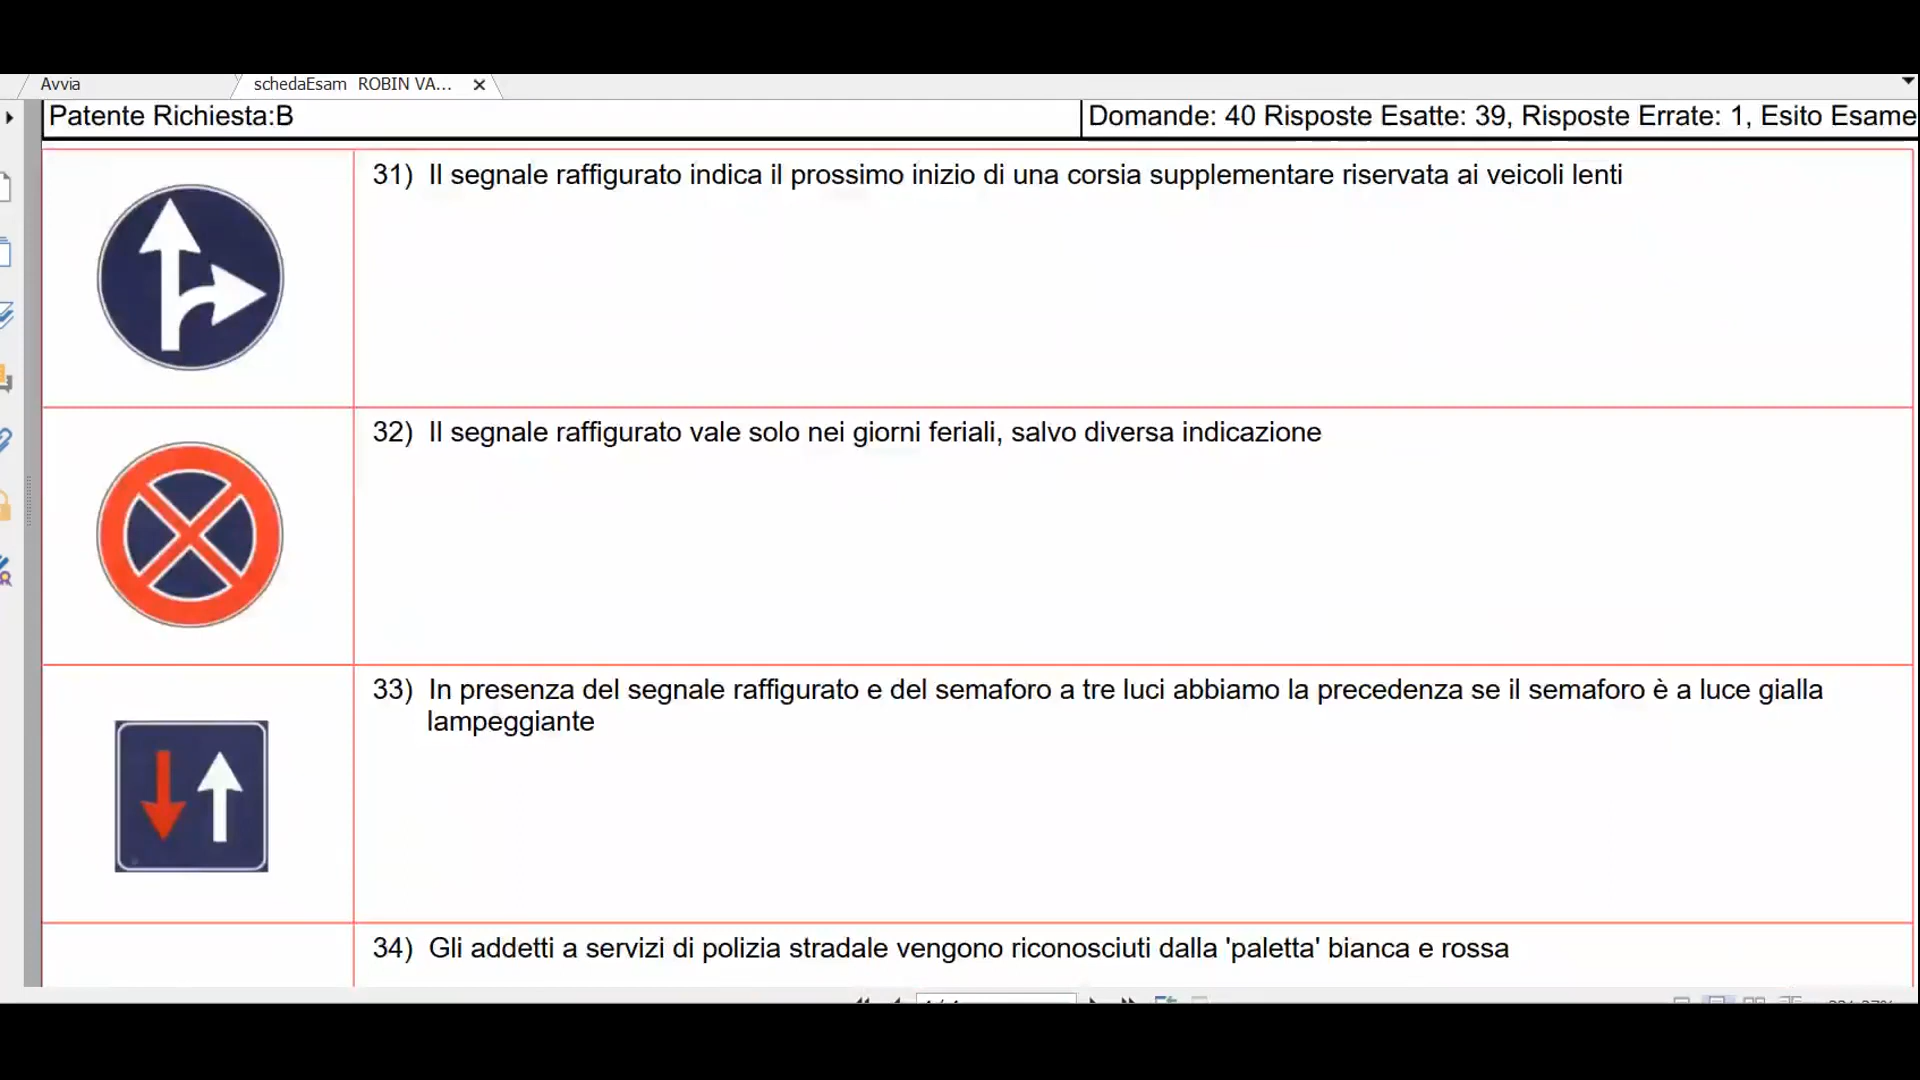 Avvia
schedaEsam ROBIN VA...
Patente Richiesta:B
Domande: 40 Risposte Esatte: 39, Risposte Errate: 1, Esito Esame
31) Il segnale raffigurato indica il prossimo inizio di una corsia supplementare riservata ai veicoli lenti
32) Il segnale raffigurato vale solo nei giorni feriali, salvo diversa indicazione
33) In presenza del segnale raffigurato e del semaforo a tre luci abbiamo la precedenza se il semaforo è a luce gialla
lampeggiante
34) Gli addetti a servizi di polizia stradale vengono riconosciuti dalla 'paletta' bianca e rossa